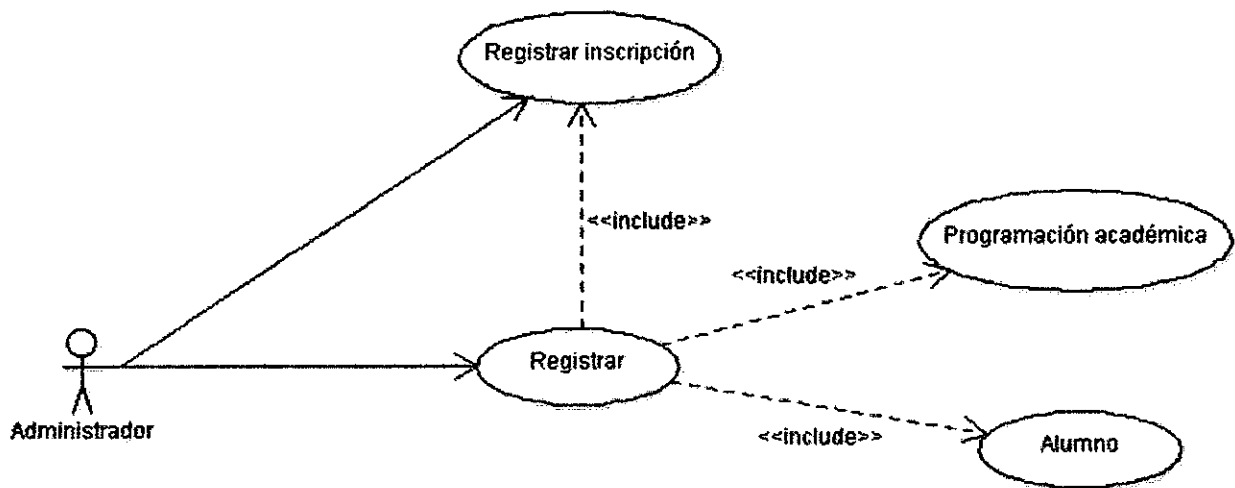 Registrar inscripción
<<include>>
Programación académica
<<include>>
Registrar
Administrador
<<include>>
Alumno